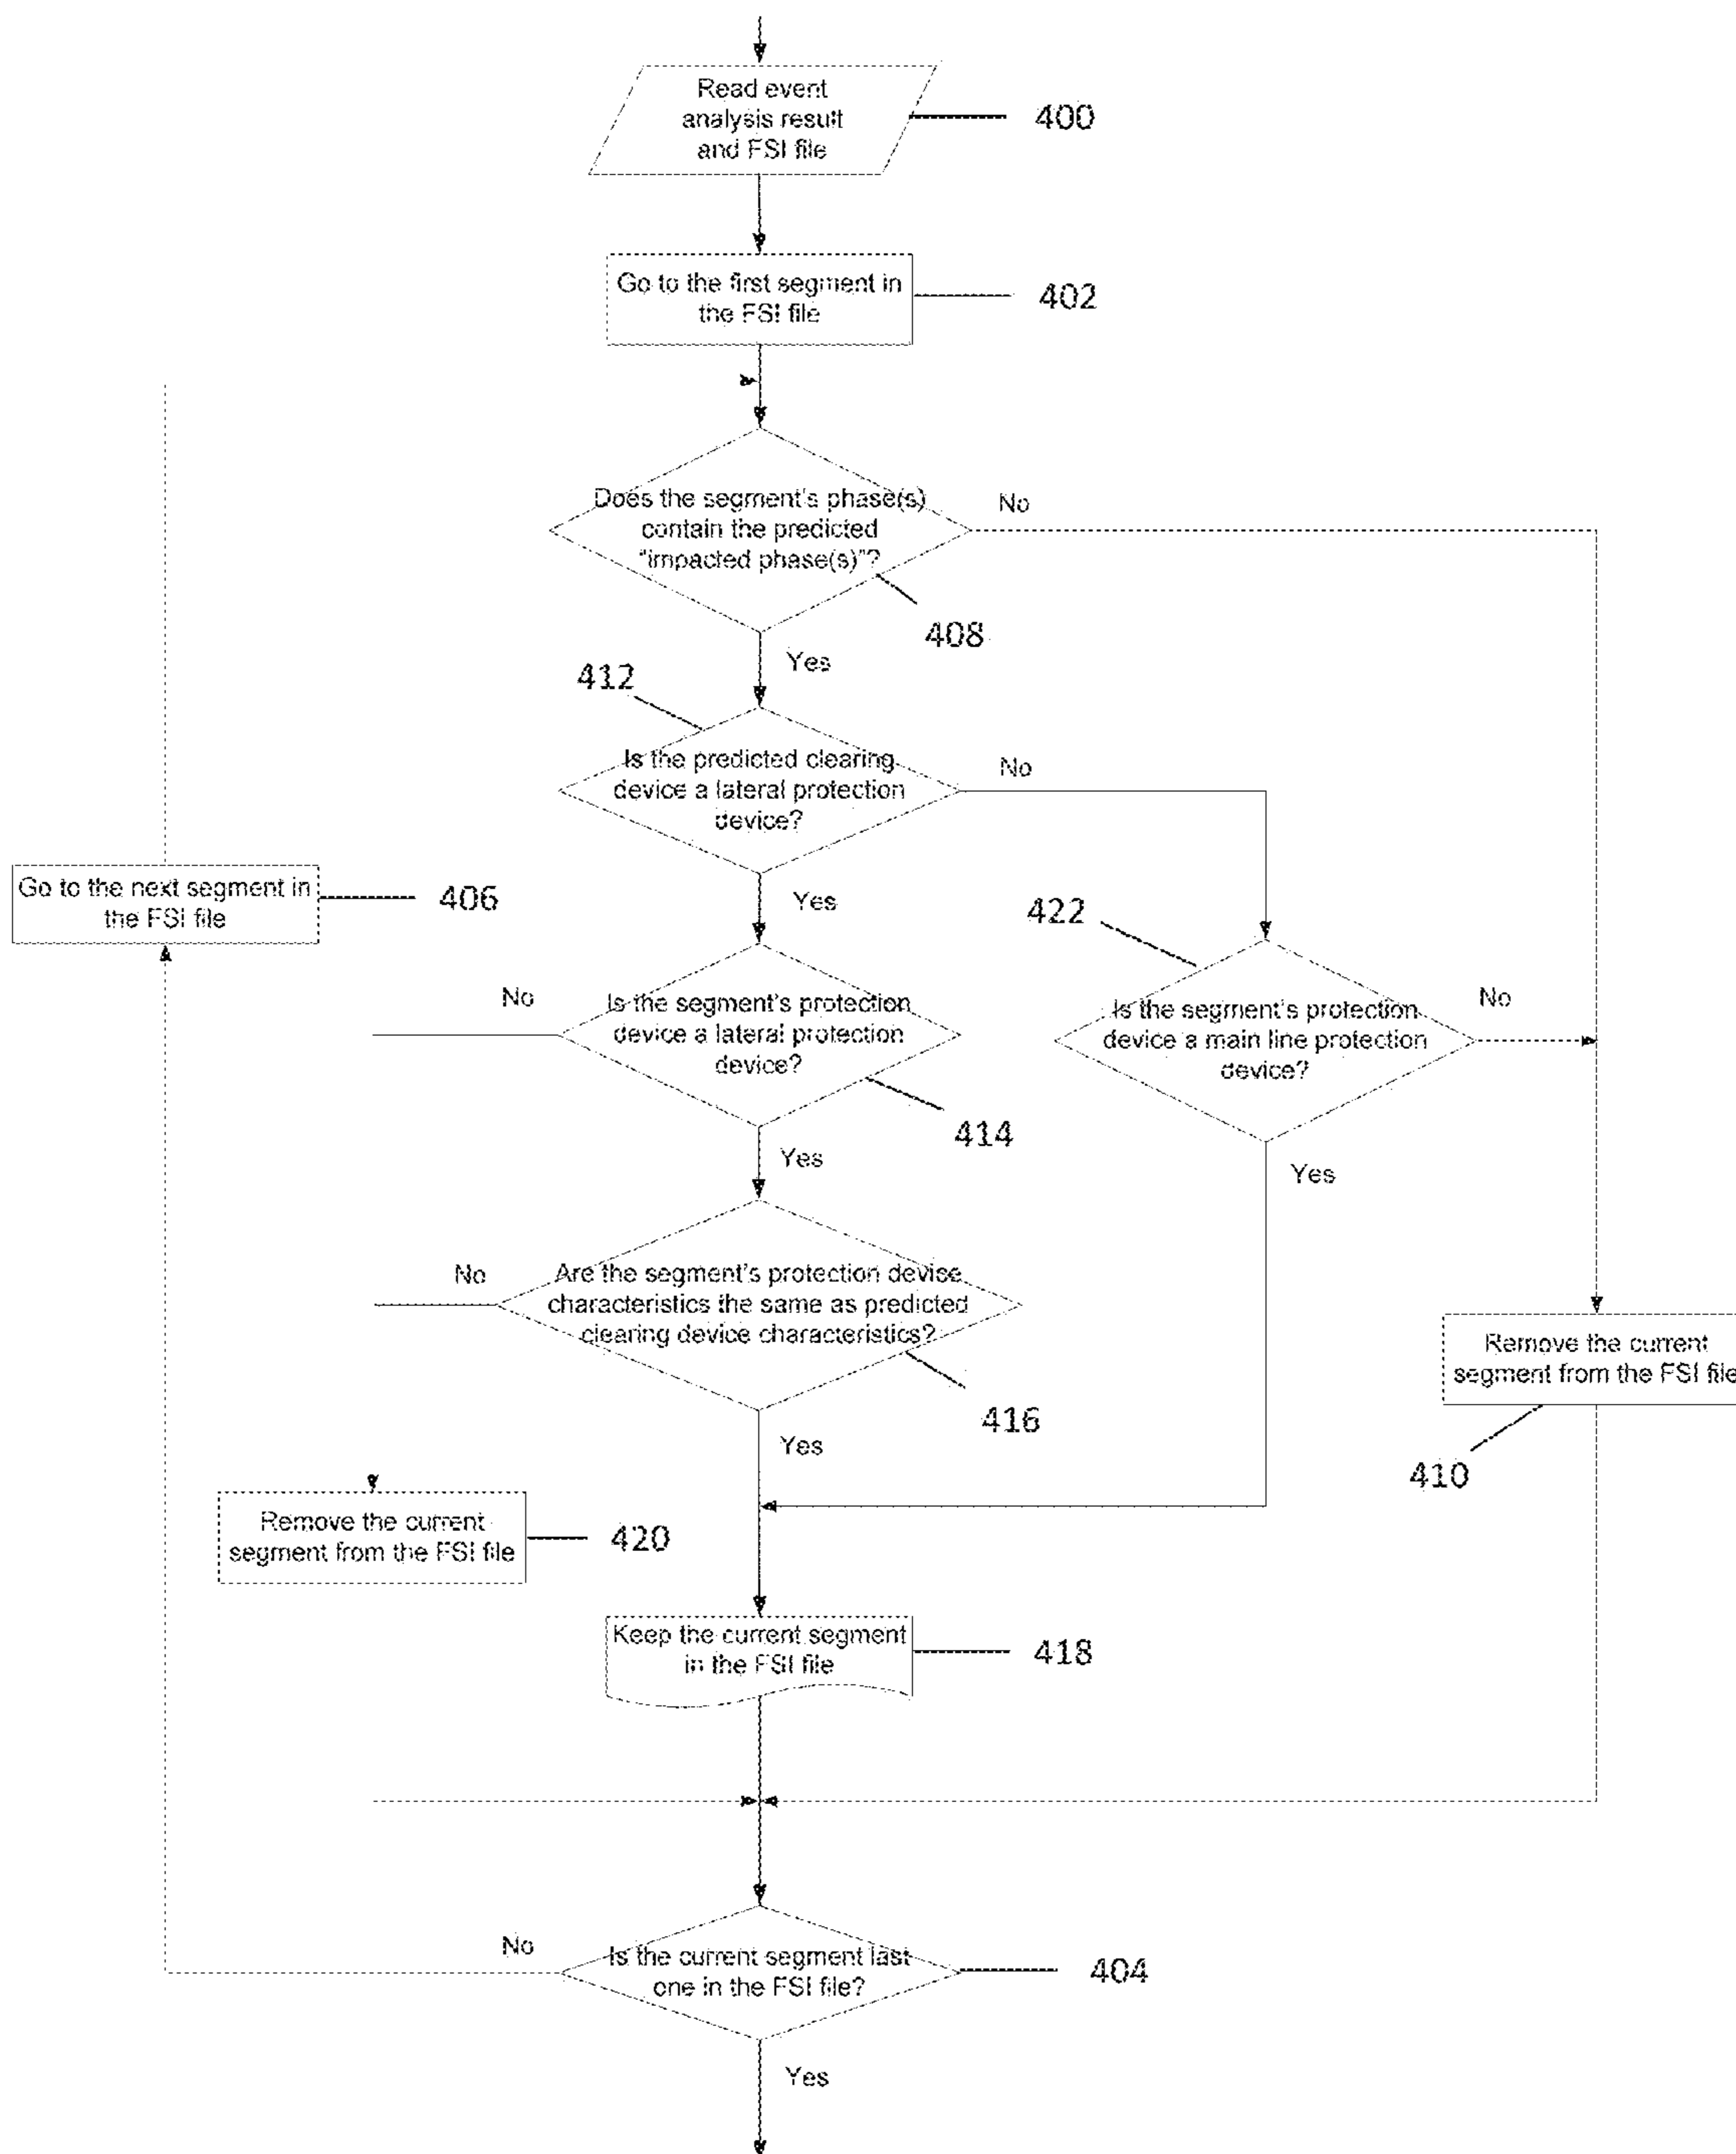 Read event
analysis result
and FSI file
400
Go to the first segment in
the FSI file
402
Does the segment's phase(s)
contain the predicted
"impacted phase(s)"?
No
408
Yes
412
Is the predicted clearing
device a lateral protection
device?
No
Yes
Go to the next segment in
the FSI file
406
422
No
Is the segment's protection
device a lateral protection
device?
414
Is the segment's protection
device a main line protection
device?
No
Yes
Yes
No
Are the segment's protection devise
characteristics the same as predicted
clearing device characteristics?
416
Yes
Remove the current
segment from the FSI file
410
Remove the current
segment from the FSI file
420
Keep the current segment
in the FSI file
418
No
Is the current segment last
one in the FSI file?
404
Yes